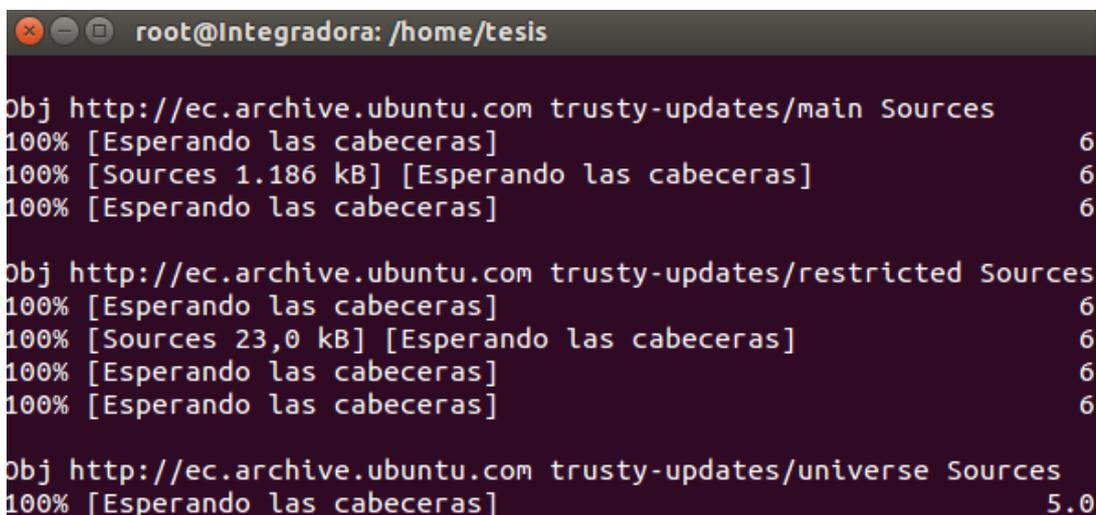 root@Integradora: /home/tesis
Obj http://ec.archive.ubuntu.com trusty-updates/main Sources
100% [Esperando las cabeceras] 6
100% [Sources 1.186 kB] [Esperando las cabeceras] 6
100% [Esperando las cabeceras] 6
Obj http://ec.archive.ubuntu.com trusty-updates/restricted Sources
100% [Esperando las cabeceras] 6
100% [Sources 23,0 kB] [Esperando las cabeceras] 6
100% [Esperando las cabeceras] 6
100% [Esperando las cabeceras] 6
Obj http://ec.archive.ubuntu.com trusty-updates/universe Sources
100% [Esperando las cabeceras] 5.0